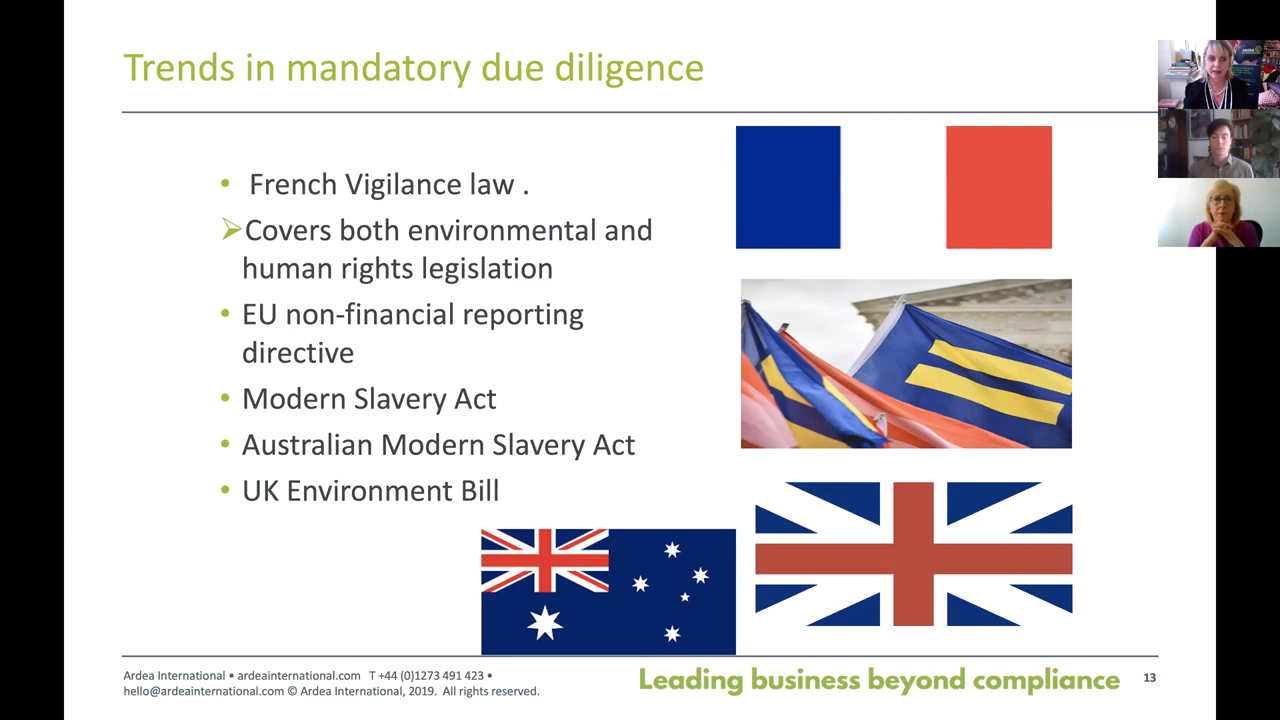 Trends in mandatory due diligence
• French Vigilance law .
➢Covers both environmental and
human rights legislation
• EU non-financial reporting
directive
• Modern Slavery Act
• Australian Modern Slavery Act
• UK Environment Bill
Ardea International • ardeainternational.com T +44 (0)1273 491 423 •
hello@ardeainternational.com © Ardea International, 2019. All rights reserved.
Leading business beyond compliance
13